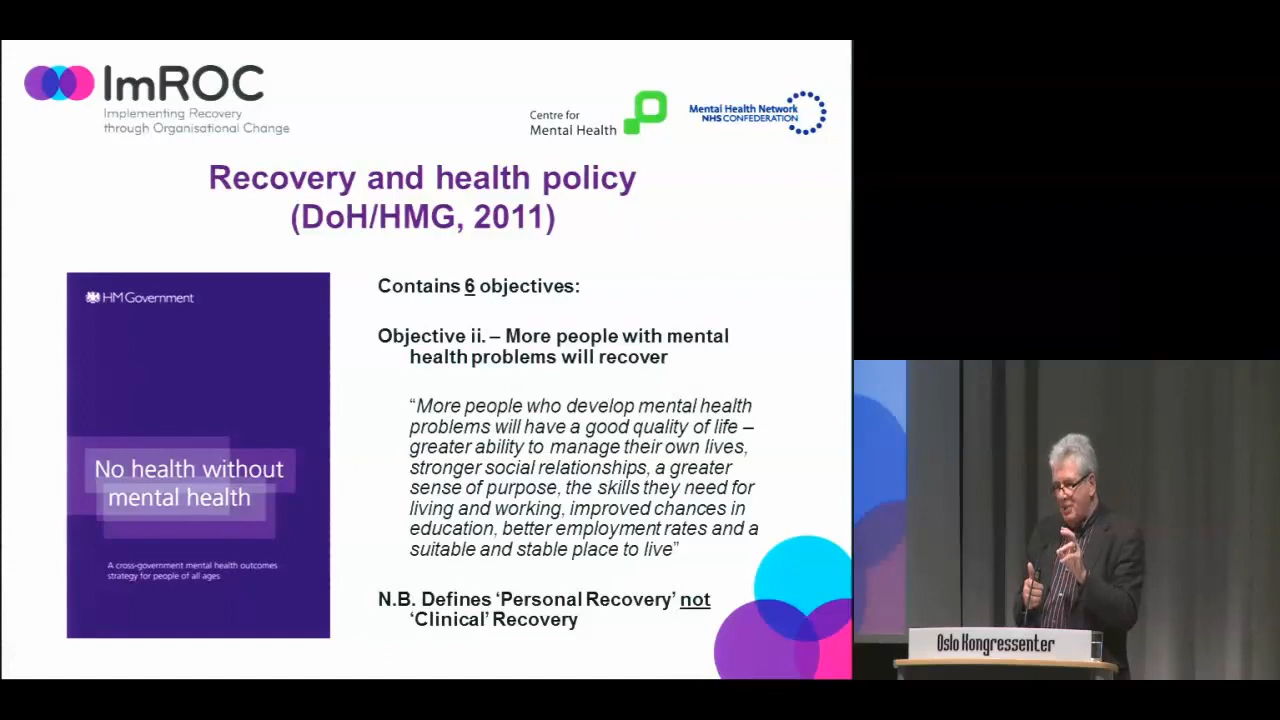 ImROC
Implementing Recovery
through Organisational Change
Centre for
Mental Health
Mental Health Network
NHS CONFEDERATION
Recovery and health policy
(DoH/HMG, 2011)
HM Government
No health without
mental health
A cross-government mental health outcomes
strategy for people of all ages
Contains 6 objectives:
Objective ii. – More people with mental
health problems will recover
“More people who develop mental health
problems will have a good quality of life –
greater ability to manage their own lives,
stronger social relationships, a greater
sense of purpose, the skills they need for
living and working, improved chances in
education, better employment rates and a
suitable and stable place to live”
N.B. Defines ‘Personal Recovery’ not
‘Clinical’ Recovery
Oslo Kongressenter